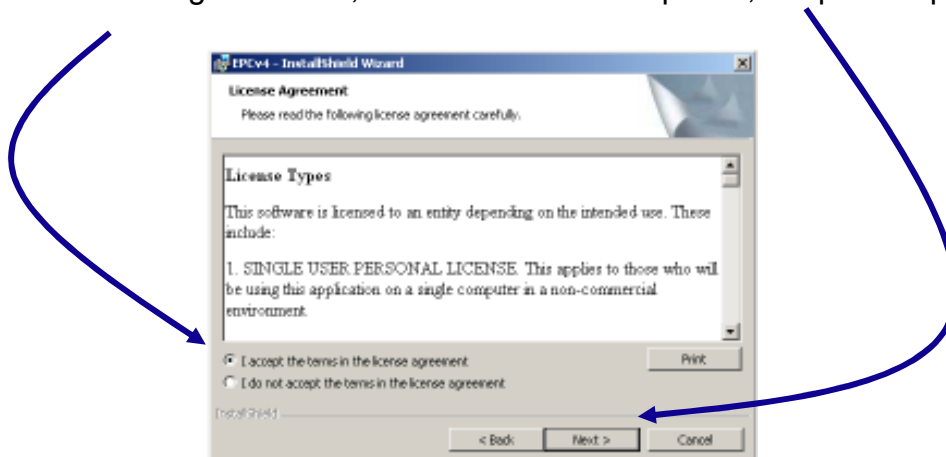 EPCv4 - InstallShield Wizard
License Agreement
Please read the following license agreement carefully.
License Types
This software is licensed to an entity depending on the intended use. These
include:
1. SINGLE USER PERSONAL LICENSE. This applies to those who will
be using this application on a single computer in a non-commercial
environment.
I accept the terms in the license agreement
Print
I do not accept the terms in the license agreement
InstallShield
< Back
Next >
Cancel